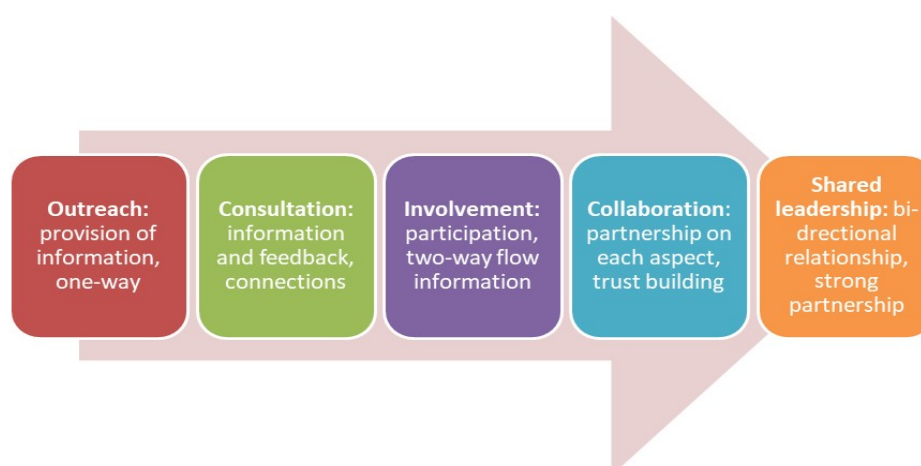 Outreach:
provision of
information,
one-way
Consultation:
information
and feedback,
connections
Involvement:
participation,
two-way flow
information
Collaboration:
partnership on
each aspect,
trust building
Shared
leadership: bi-
drectional
relationship,
strong
partnership